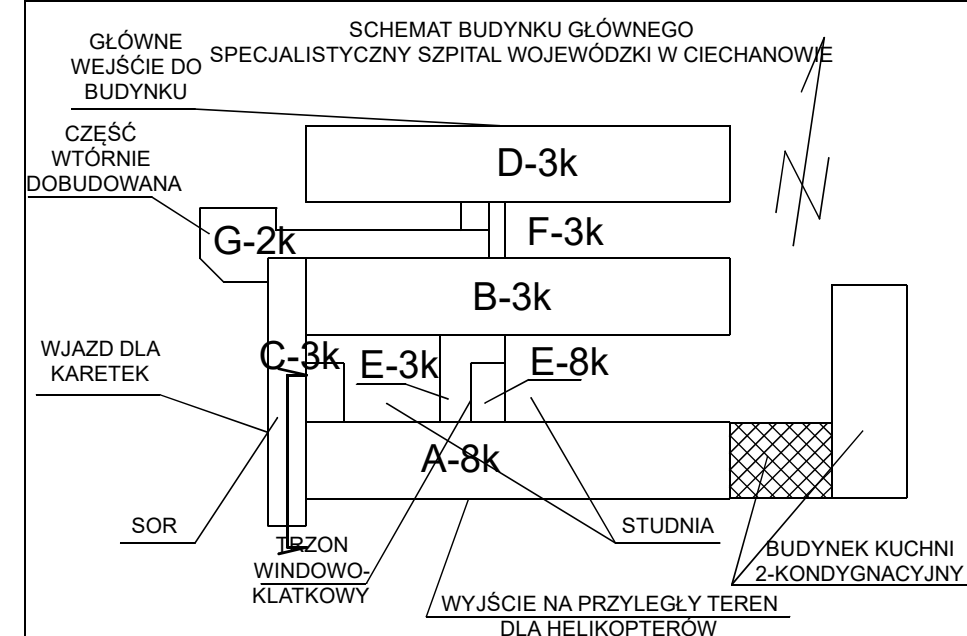 SCHEMAT BUDYNKU GŁÓWNEGO
SPECJALISTYCZNY SZPITAL WOJEWÓDZKI W CIECHANOWIE
GŁÓWNE
WEJŚĆIE DO
BUDYNKU
CZĘŚĆ
WTÓRNIE
DOBUDOWANA
D-3k
G-2k
F-3k
B-3k
WJAZD DLA
KARETEK
C-3k
E-3k
E-8k
A-8k
SOR
TRZON
WINDOWO-
KLATKOWY
STUDNIA
BUDYNEK KUCHNI
2-KONDYGNACYJNY
WYJŚCIE NA PRZYLEGŁY TEREN
DLA HELIKOPTERÓW